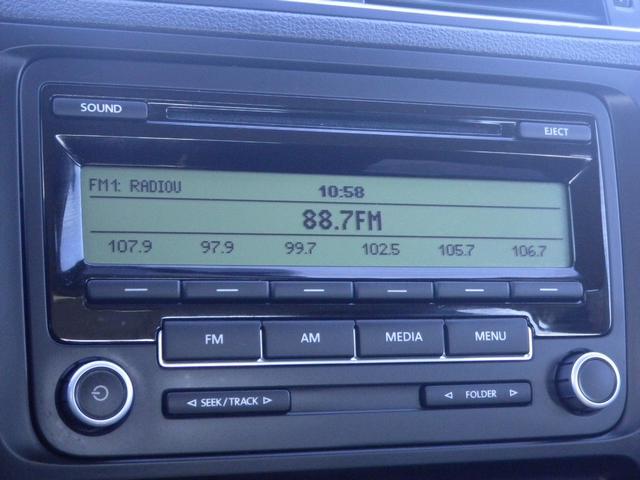 SOUND
EJECT
FM1: RADIOU
10:58
88.7FM
107.9 97.9 99.7 102.5 105.7 106.7
FM AM MEDIA MENU
SEEK/TRACK
FOLDER